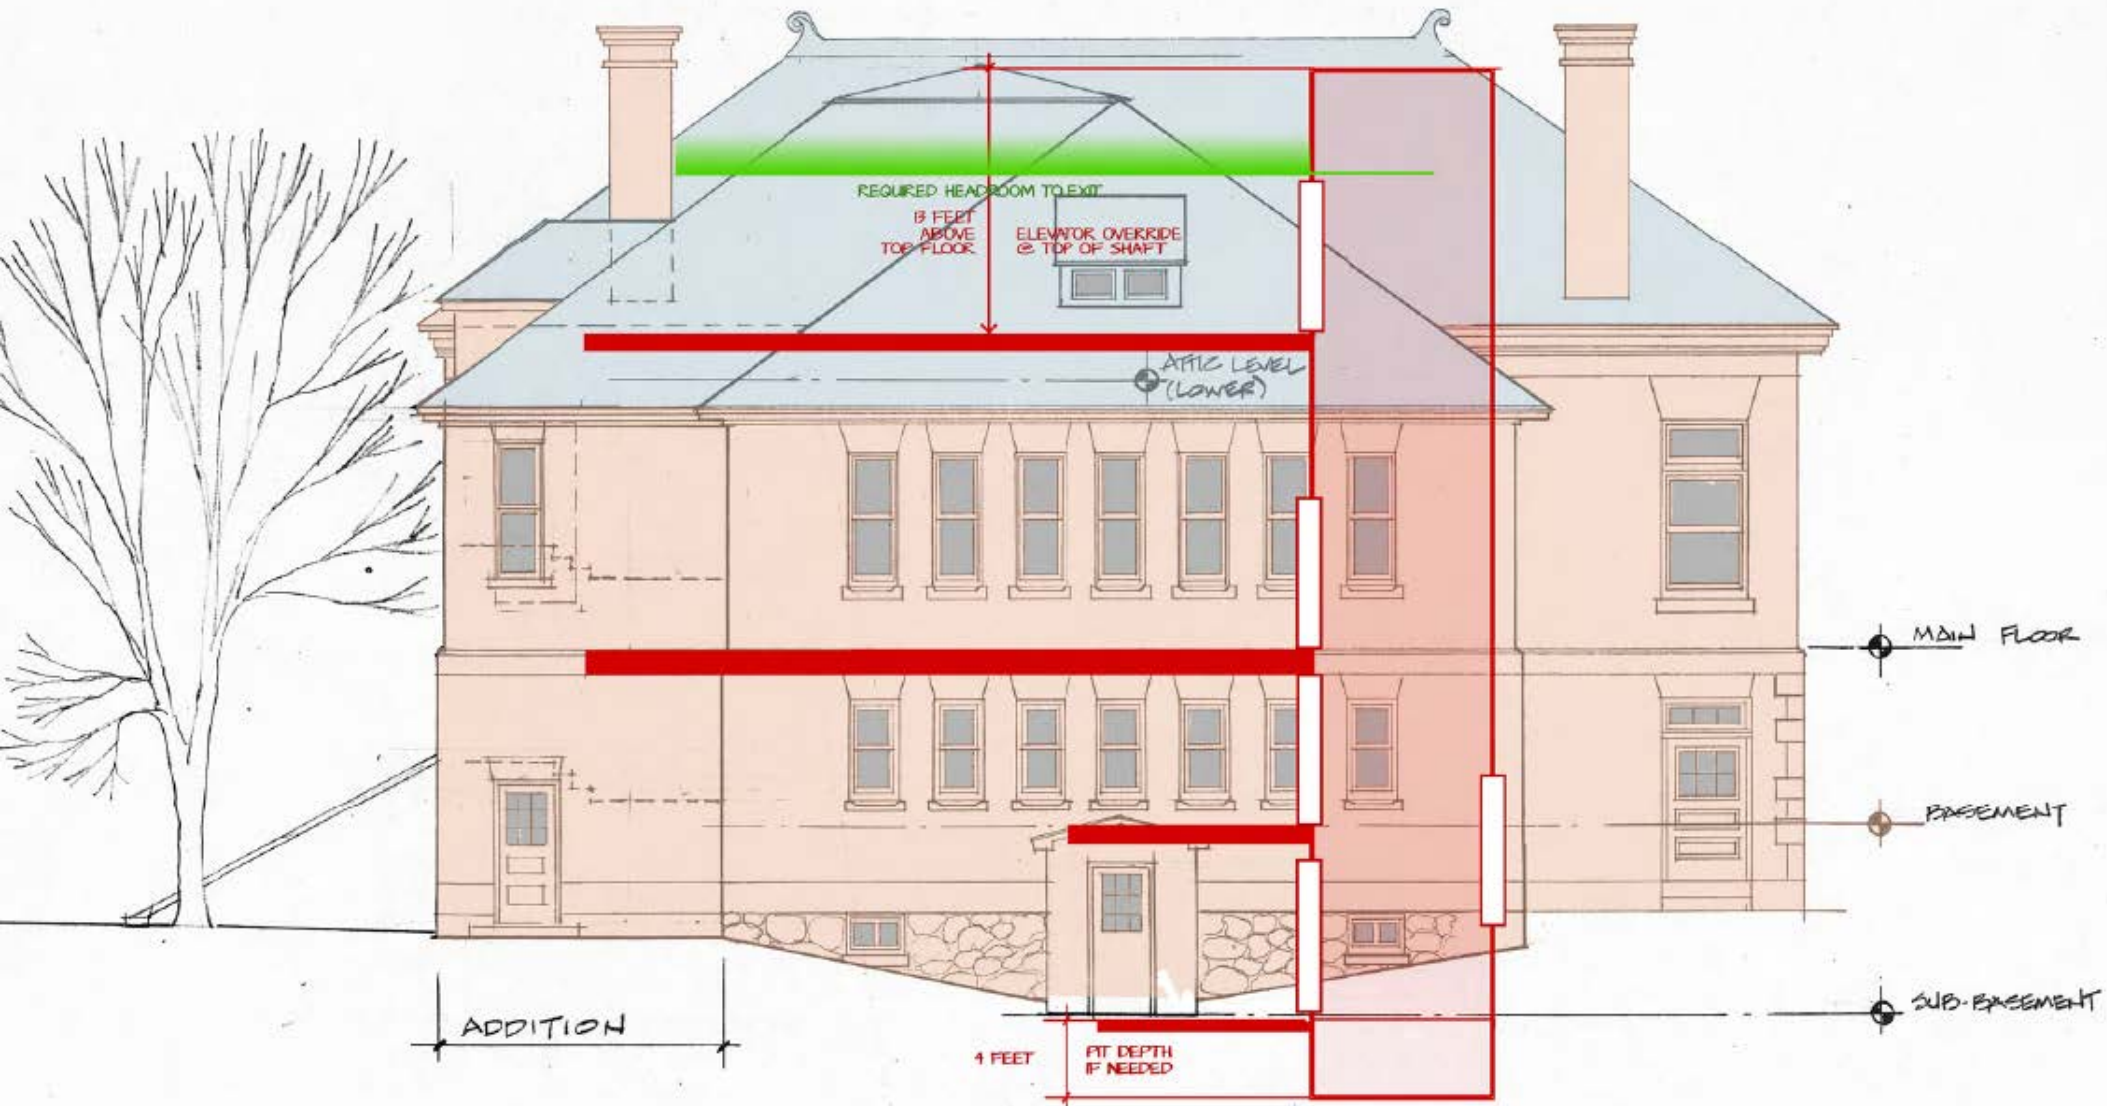 REQUIRED HEADROOM TO EXIT
13 FEET
ABOVE
TOP FLOOR
ELEVATOR OVERRIDE
@ TOP OF SHAFT
ATTIC LEVEL
(LOWER)
MAIN FLOOR
BASEMENT
SUB-BASEMENT
ADDITION
4 FEET
PIT DEPTH
IF NEEDED